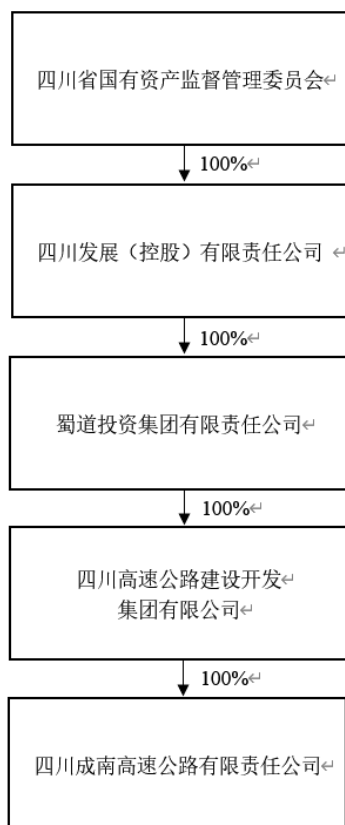 四川省国有资产监督管理委员会
100%
四川发展（控股）有限责任公司
100%
蜀道投资集团有限责任公司
100%
四川高速公路建设开发
集团有限公司
100%
四川成南高速公路有限责任公司